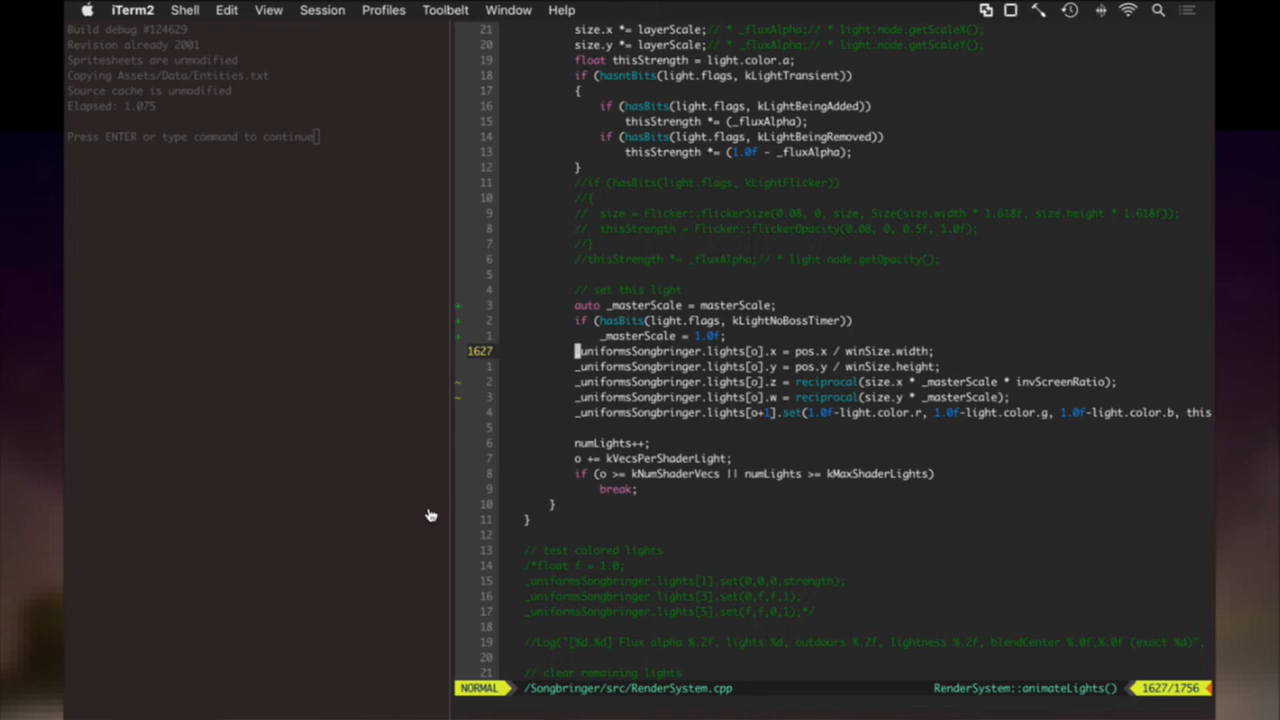 iTerm2 Shell Edit View Session Profiles Toolbelt Window Help
Build debug #124629
Revision already 2001
Spritesheets are unmodified
Copying Assets/Data/Entities.txt
Source cache is unmodified
Elapsed: 1.075
Press ENTER or type command to continue
21 size.x *= layerScale;// * _fluxAlpha;// * light.node.getScaleX();
20 size.y *= layerScale;// * _fluxAlpha;// * light.node.getScaleY();
19 float thisStrength = light.color.a;
18 if (hasntBits(light.flags, kLightTransient))
17 {
16 if (hasBits(light.flags, kLightBeingAdded))
15 thisStrength *= (_fluxAlpha);
14 if (hasBits(light.flags, kLightBeingRemoved))
13 thisStrength *= (1.0f - _fluxAlpha);
12 }
11 //if (hasBits(light.flags, kLightFlicker))
10 //{
9 // size = Flicker::flickerSize(0.08, 0, size, Size(size.width * 1.618f, size.height * 1.618f));
8 // thisStrength = Flicker::flickerOpacity(0.08, 0, 0.5f, 1.0f);
7 //}
6 //thisStrength *= _fluxAlpha;// * light.node.getOpacity();
5
4 // set this light
+ 3 auto _masterScale = masterScale;
+ 2 if (hasBits(light.flags, kLightNoBossTimer))
+ 1 _masterScale = 1.0f;
1627 _uniformsSongbringer.lights[o].x = pos.x / winSize.width;
1 _uniformsSongbringer.lights[o].y = pos.y / winSize.height;
~ 2 _uniformsSongbringer.lights[o].z = reciprocal(size.x * _masterScale * invScreenRatio);
~ 3 _uniformsSongbringer.lights[o].w = reciprocal(size.y * _masterScale);
4 _uniformsSongbringer.lights[o+1].set(1.0f-light.color.r, 1.0f-light.color.g, 1.0f-light.color.b, this
5
6 numLights++;
7 o += kVecsPerShaderLight;
8 if (o >= kNumShaderVecs || numLights >= kMaxShaderLights)
9 break;
10 }
11 }
12
13 // test colored lights
14 /*float f = 1.0;
15 _uniformsSongbringer.lights[1].set(0,0,0,strength);
16 _uniformsSongbringer.lights[3].set(0,f,f,1);
17 _uniformsSongbringer.lights[5].set(f,f,0,1);*/
18
19 //Log("[%d.%d] Flux alpha %.2f, lights %d, outdoors %.2f, lightness %.2f, blendCenter %.0f,%.0f (exact %d)",
20
21 // clear remaining lights
NORMAL /Songbringer/src/RenderSystem.cpp RenderSystem::animateLights() 1627/1756